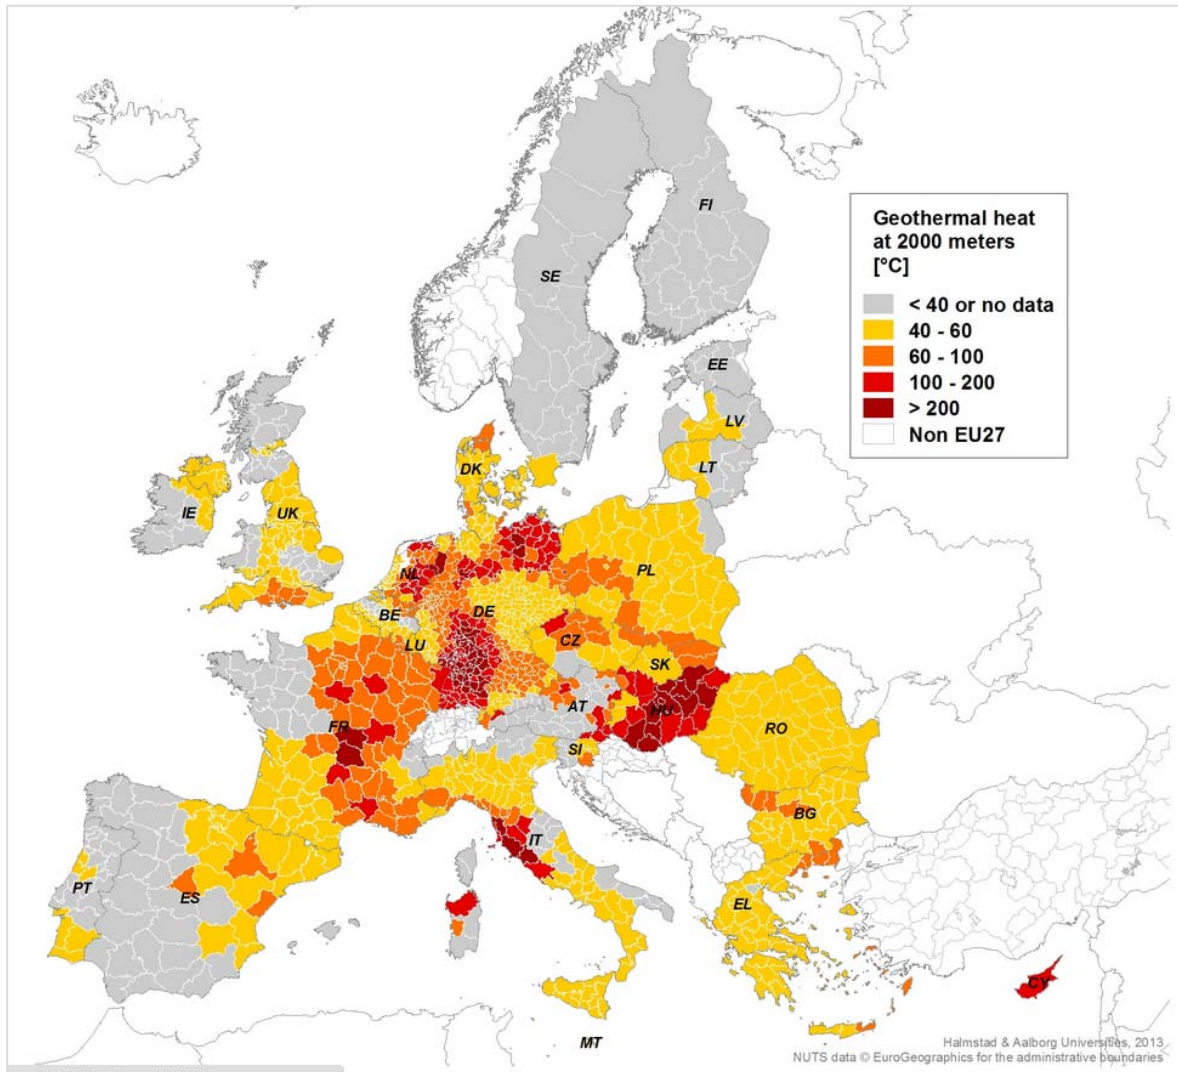 Geothermal heat
at 2000 meters
[°C]
< 40 or no data
40 - 60
60 - 100
100 - 200
> 200
Non EU27
FI
SE
EE
LV
LT
DK
IE
UK
NL
PL
BE
DE
LU
CZ
SK
AT
HU
FR
SI
RO
BG
IT
PT
ES
EL
CY
MT
Halmstad & Aalborg Universities, 2013
NUTS data © EuroGeographics for the administrative boundaries